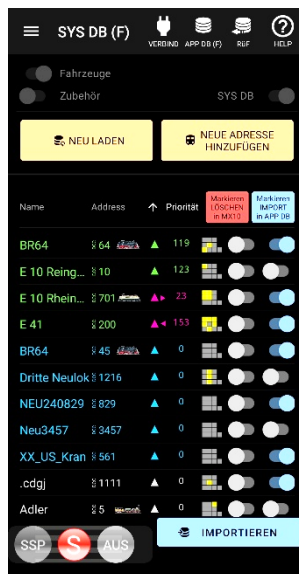 SYS DB (F)
VERBIND
APP DB (F)
RüF
HELP
Fahrzeuge
Zubehör
SYS DB
NEU LADEN
NEUE ADRESSE
HINZUFÜGEN
Name Address Priorität
Markieren
LÖSCHEN
in MX10
Markieren
IMPORT
in APP DB
BR64 64 119
E 10 Reing... 10 123
E 10 Rhein... 701 23
E 41 200 153
BR64 45 0
Dritte Neulok 1216 0
NEU240829 829 0
Neu3457 3457 0
XX_US_Kran 561 0
.cdgj 1111 0
Adler 5 0
SSP S AUS
IMPORTIEREN